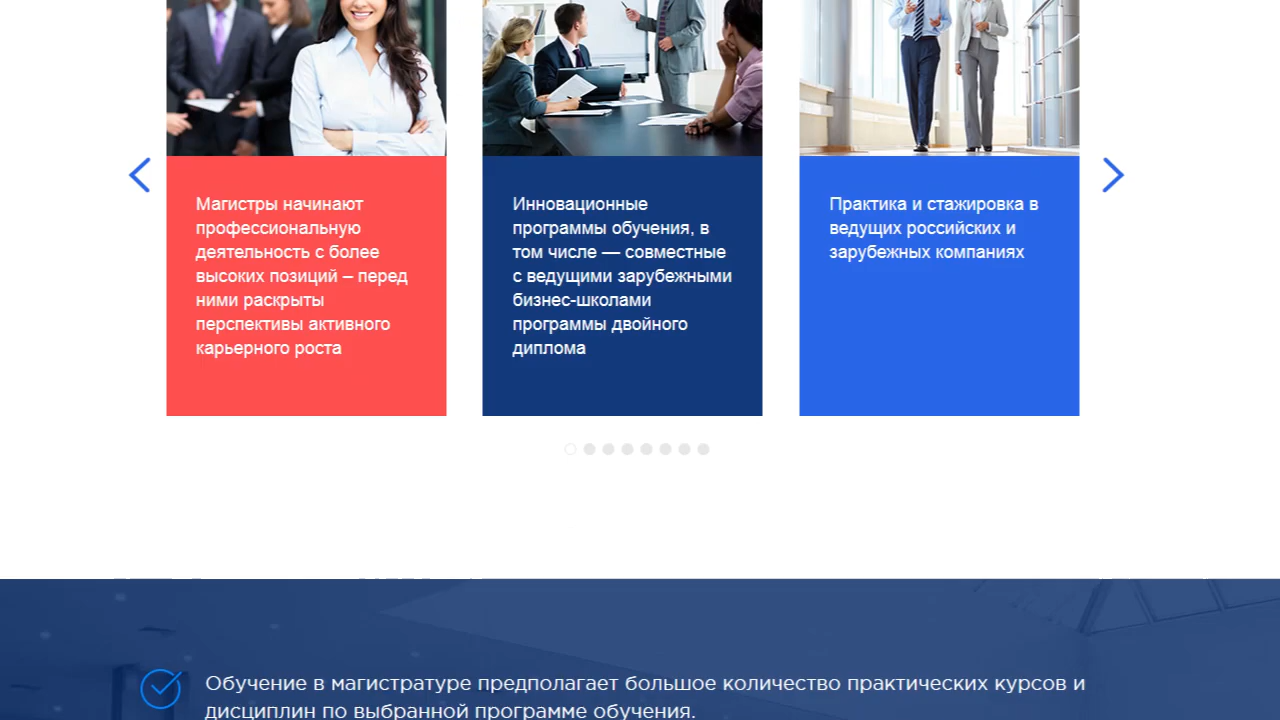 Магистры начинают
профессиональную
деятельность с более
высоких позиций – перед
ними раскрыты
перспективы активного
карьерного роста
Инновационные
программы обучения, в
том числе — совместные
с ведущими зарубежными
бизнес-школами
программы двойного
диплома
Практика и стажировка в
ведущих российских и
зарубежных компаниях
Обучение в магистратуре предполагает большое количество практических курсов и
дисциплин по выбранной программе обучения.